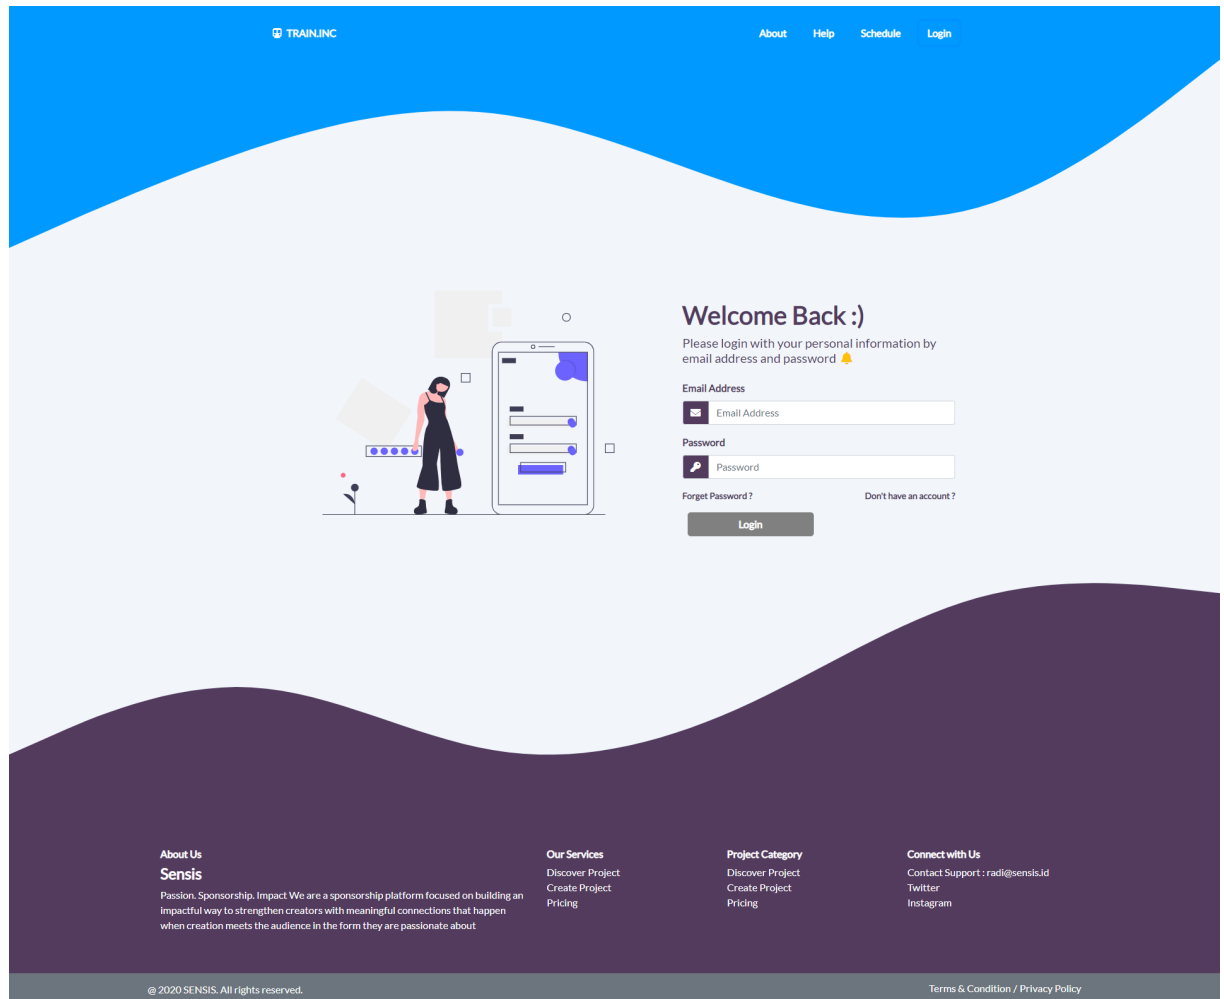 TRAIN.INC
About Help Schedule Login
Welcome Back :)
Please login with your personal information by
email address and password
Email Address
Email Address
Password
Password
Forget Password ? Don't have an account ?
Login
About Us
Sensis
Passion. Sponsorship. Impact We are a sponsorship platform focused on building an
impactful way to strengthen creators with meaningful connections that happen
when creation meets the audience in the form they are passionate about
Our Services
Discover Project
Create Project
Pricing
Project Category
Discover Project
Create Project
Pricing
Connect with Us
Contact Support : radi@sensis.id
Twitter
Instagram
@ 2020 SENSIS. All rights reserved.
Terms & Condition / Privacy Policy